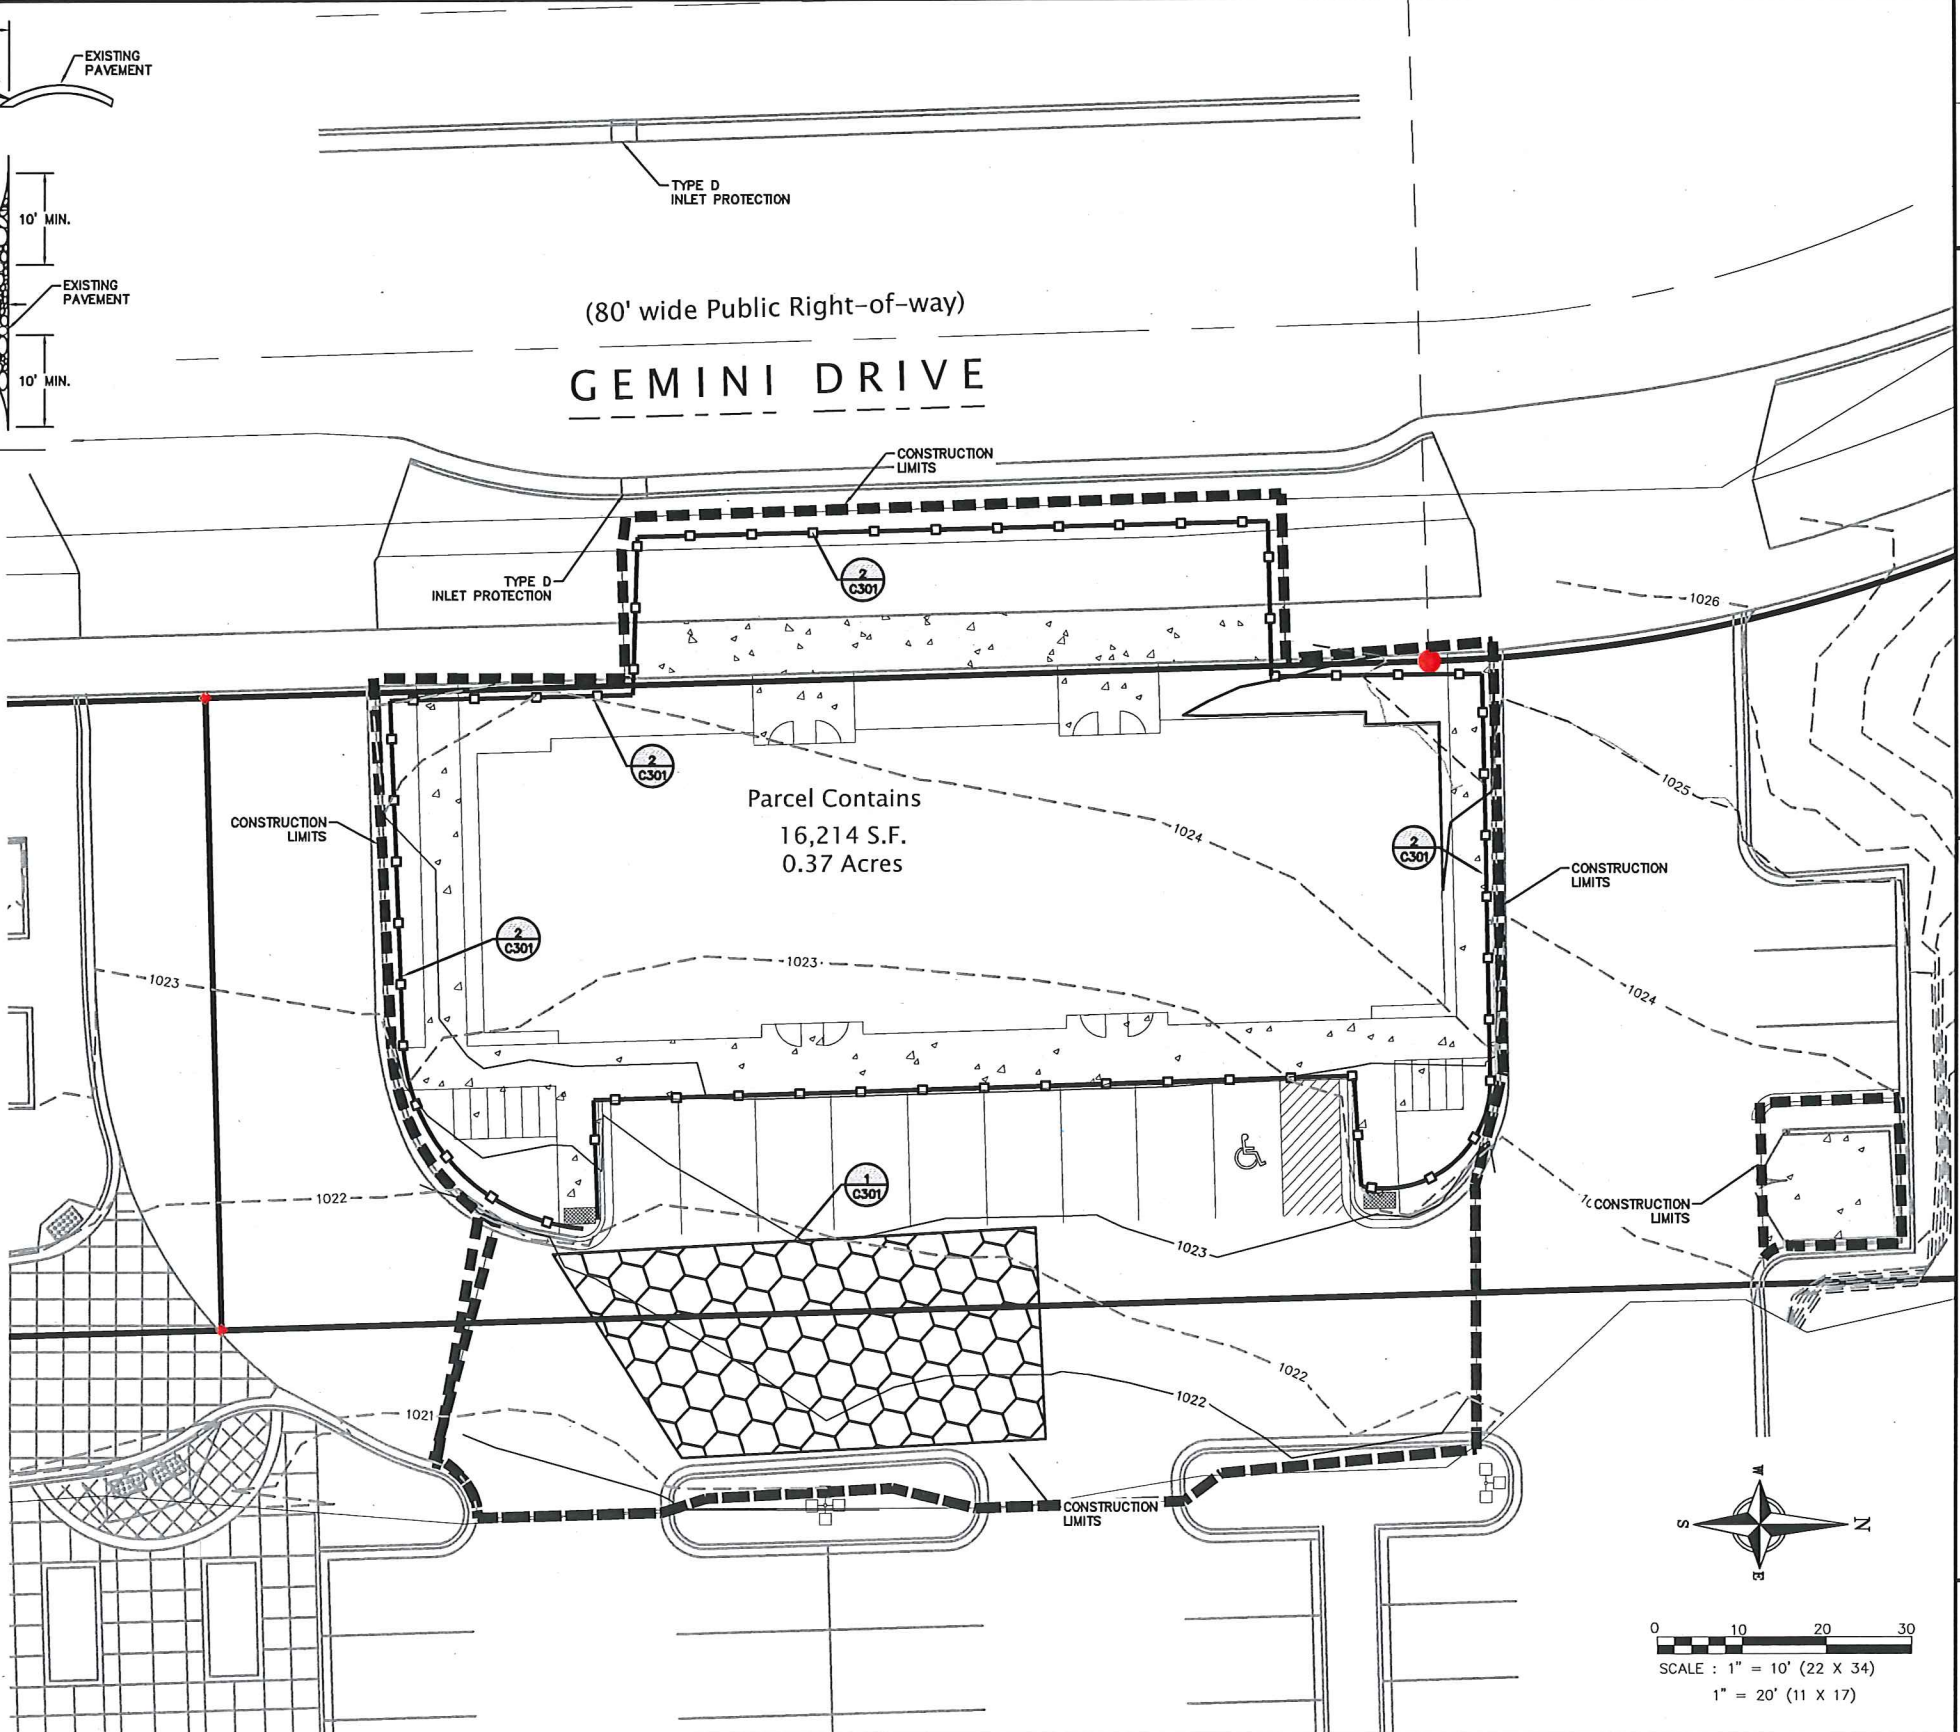 EXISTING
PAVEMENT
TYPE D
INLET PROTECTION
10' MIN.
EXISTING
PAVEMENT
(80' wide Public Right-of-way)
10' MIN.
GEMINI DRIVE
CONSTRUCTION
LIMITS
2
C301
TYPE D
INLET PROTECTION
1026
2
C301
1025
Parcel Contains
16,214 S.F.
0.37 Acres
CONSTRUCTION
LIMITS
1024
2
C301
CONSTRUCTION
LIMITS
2
C301
1023
1023
1024
1
C301
1022
CONSTRUCTION
LIMITS
1023
1022
1022
1021
CONSTRUCTION
LIMITS
W
S
N
E
0 10 20 30
SCALE : 1" = 10' (22 X 34)
1" = 20' (11 X 17)